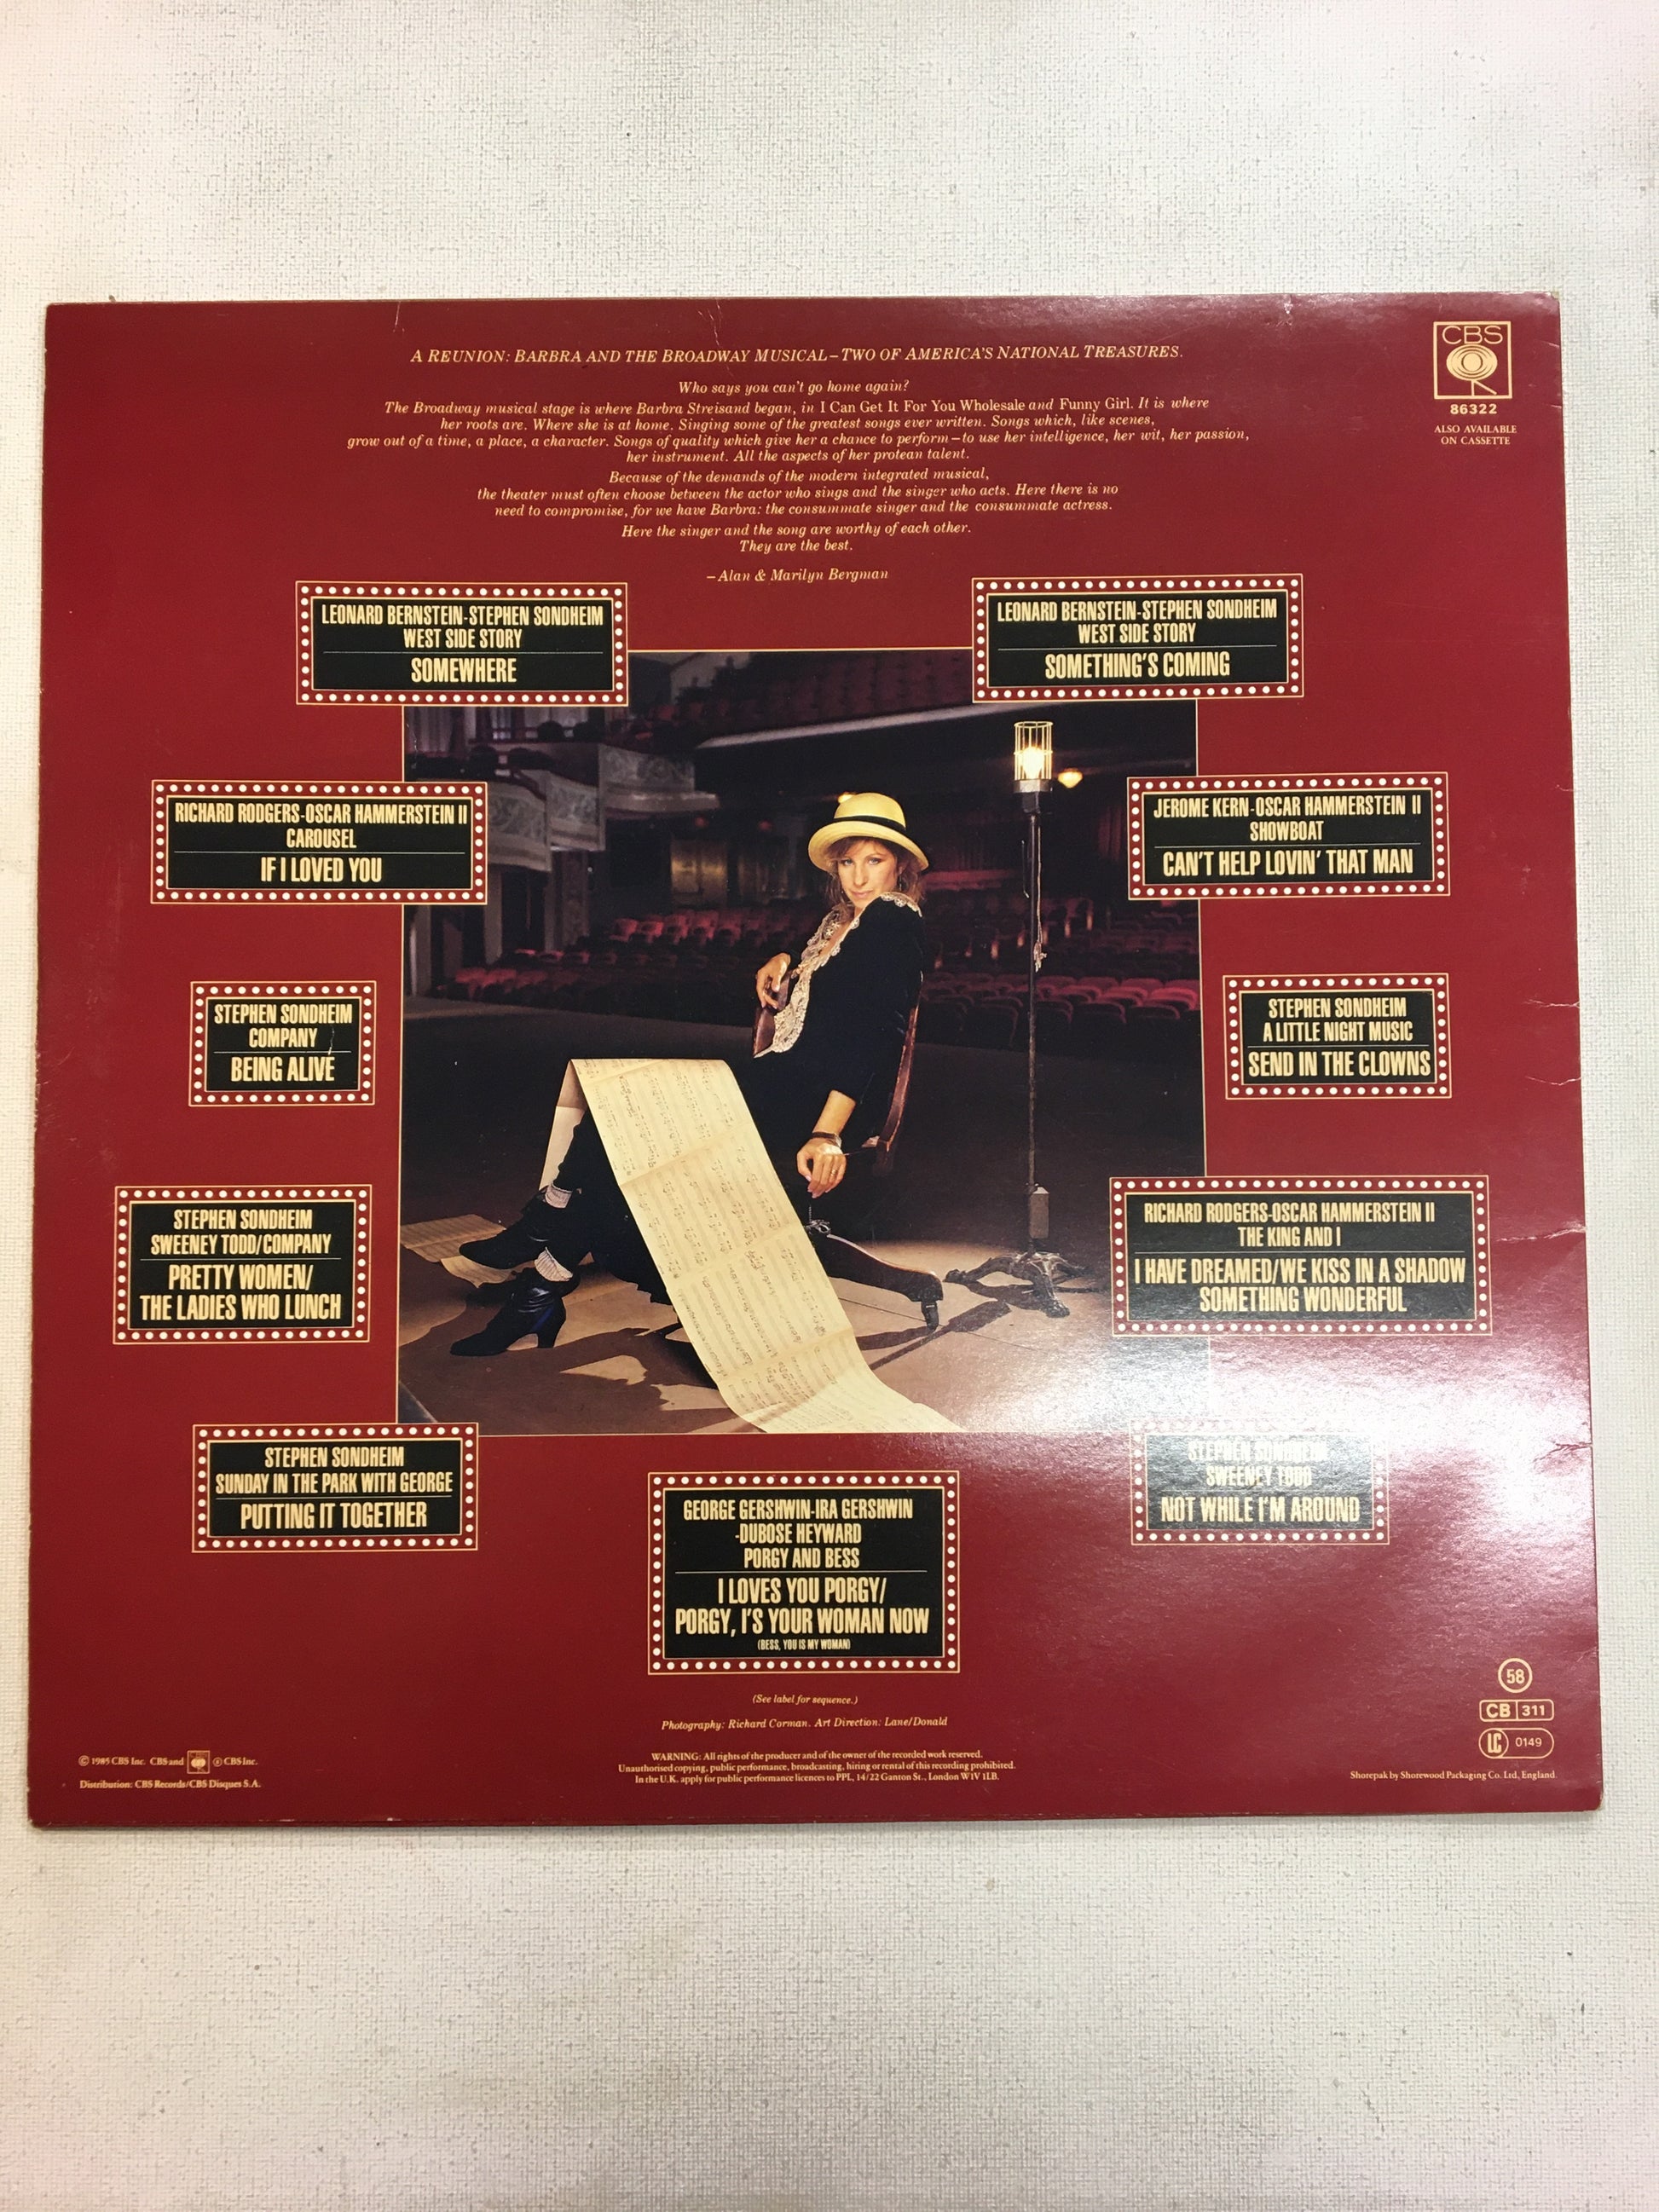 A REUNION: BARBRA AND THE BROADWAY MUSICAL–TWO OF AMERICA'S NATIONAL TREASURES.
Who says you can't go home again?
The Broadway musical stage is where Barbra Streisand began, in I Can Get It For You Wholesale and Funny Girl. It is where
her roots are. Where she is at home. Singing some of the greatest songs ever written. Songs which, like scenes,
grow out of a time, a place, a character. Songs of quality which give her a chance to perform–to use her intelligence, her wit, her passion,
her instrument. All the aspects of her protean talent.
Because of the demands of the modern integrated musical,
the theater must often choose between the actor who sings and the singer who acts. Here there is no
need to compromise, for we have Barbra: the consummate singer and the consummate actress.
Here the singer and the song are worthy of each other.
They are the best.
–Alan & Marilyn Bergman
CBS
86322
ALSO AVAILABLE
ON CASSETTE
LEONARD BERNSTEIN-STEPHEN SONDHEIM
WEST SIDE STORY
SOMEWHERE
LEONARD BERNSTEIN-STEPHEN SONDHEIM
WEST SIDE STORY
SOMETHING'S COMING
RICHARD RODGERS-OSCAR HAMMERSTEIN II
CAROUSEL
IF I LOVED YOU
JEROME KERN-OSCAR HAMMERSTEIN II
SHOWBOAT
CAN'T HELP LOVIN' THAT MAN
STEPHEN SONDHEIM
COMPANY
BEING ALIVE
STEPHEN SONDHEIM
A LITTLE NIGHT MUSIC
SEND IN THE CLOWNS
STEPHEN SONDHEIM
SWEENEY TODD/COMPANY
PRETTY WOMEN/
THE LADIES WHO LUNCH
RICHARD RODGERS-OSCAR HAMMERSTEIN II
THE KING AND I
I HAVE DREAMED/WE KISS IN A SHADOW
SOMETHING WONDERFUL
STEPHEN SONDHEIM
SUNDAY IN THE PARK WITH GEORGE
PUTTING IT TOGETHER
STEPHEN SONDHEIM
SWEENEY TODD
NOT WHILE I'M AROUND
GEORGE GERSHWIN-IRA GERSHWIN
-DUBOSE HEYWARD
PORGY AND BESS
I LOVES YOU PORGY/
PORGY, I'S YOUR WOMAN NOW
(BESS, YOU IS MY WOMAN)
(See label for sequence.)
Photography: Richard Corman. Art Direction: Lane/Donald
WARNING: All rights of the producer and of the owner of the recorded work reserved.
Unauthorised copying, public performance, broadcasting, hiring or rental of this recording prohibited.
In the U.K. apply for public performance licences to PPL, 14/22 Ganton St., London W1V 1LB.
© 1985 CBS Inc. CBS and ℗ CBS Inc.
Distribution: CBS Records/CBS Disques S.A.
58
CB 311
LC 0149
Shorepak by Shorewood Packaging Co. Ltd, England.